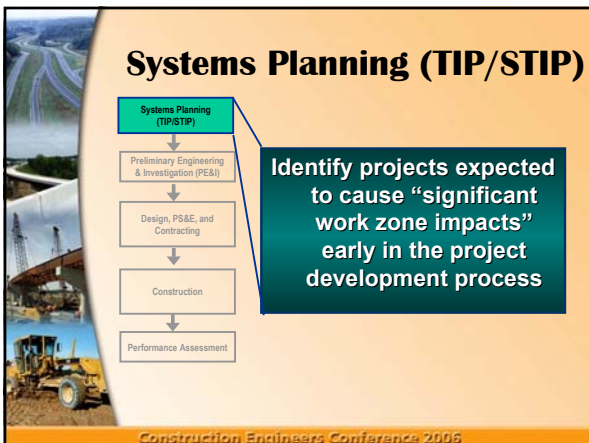 Systems Planning (TIP/STIP)
Systems Planning
(TIP/STIP)
Preliminary Engineering
& Investigation (PE&I)
Design, PS&E, and
Contracting
Construction
Performance Assessment
Identify projects expected
to cause “significant
work zone impacts”
early in the project
development process
Construction Engineers Conference 2006